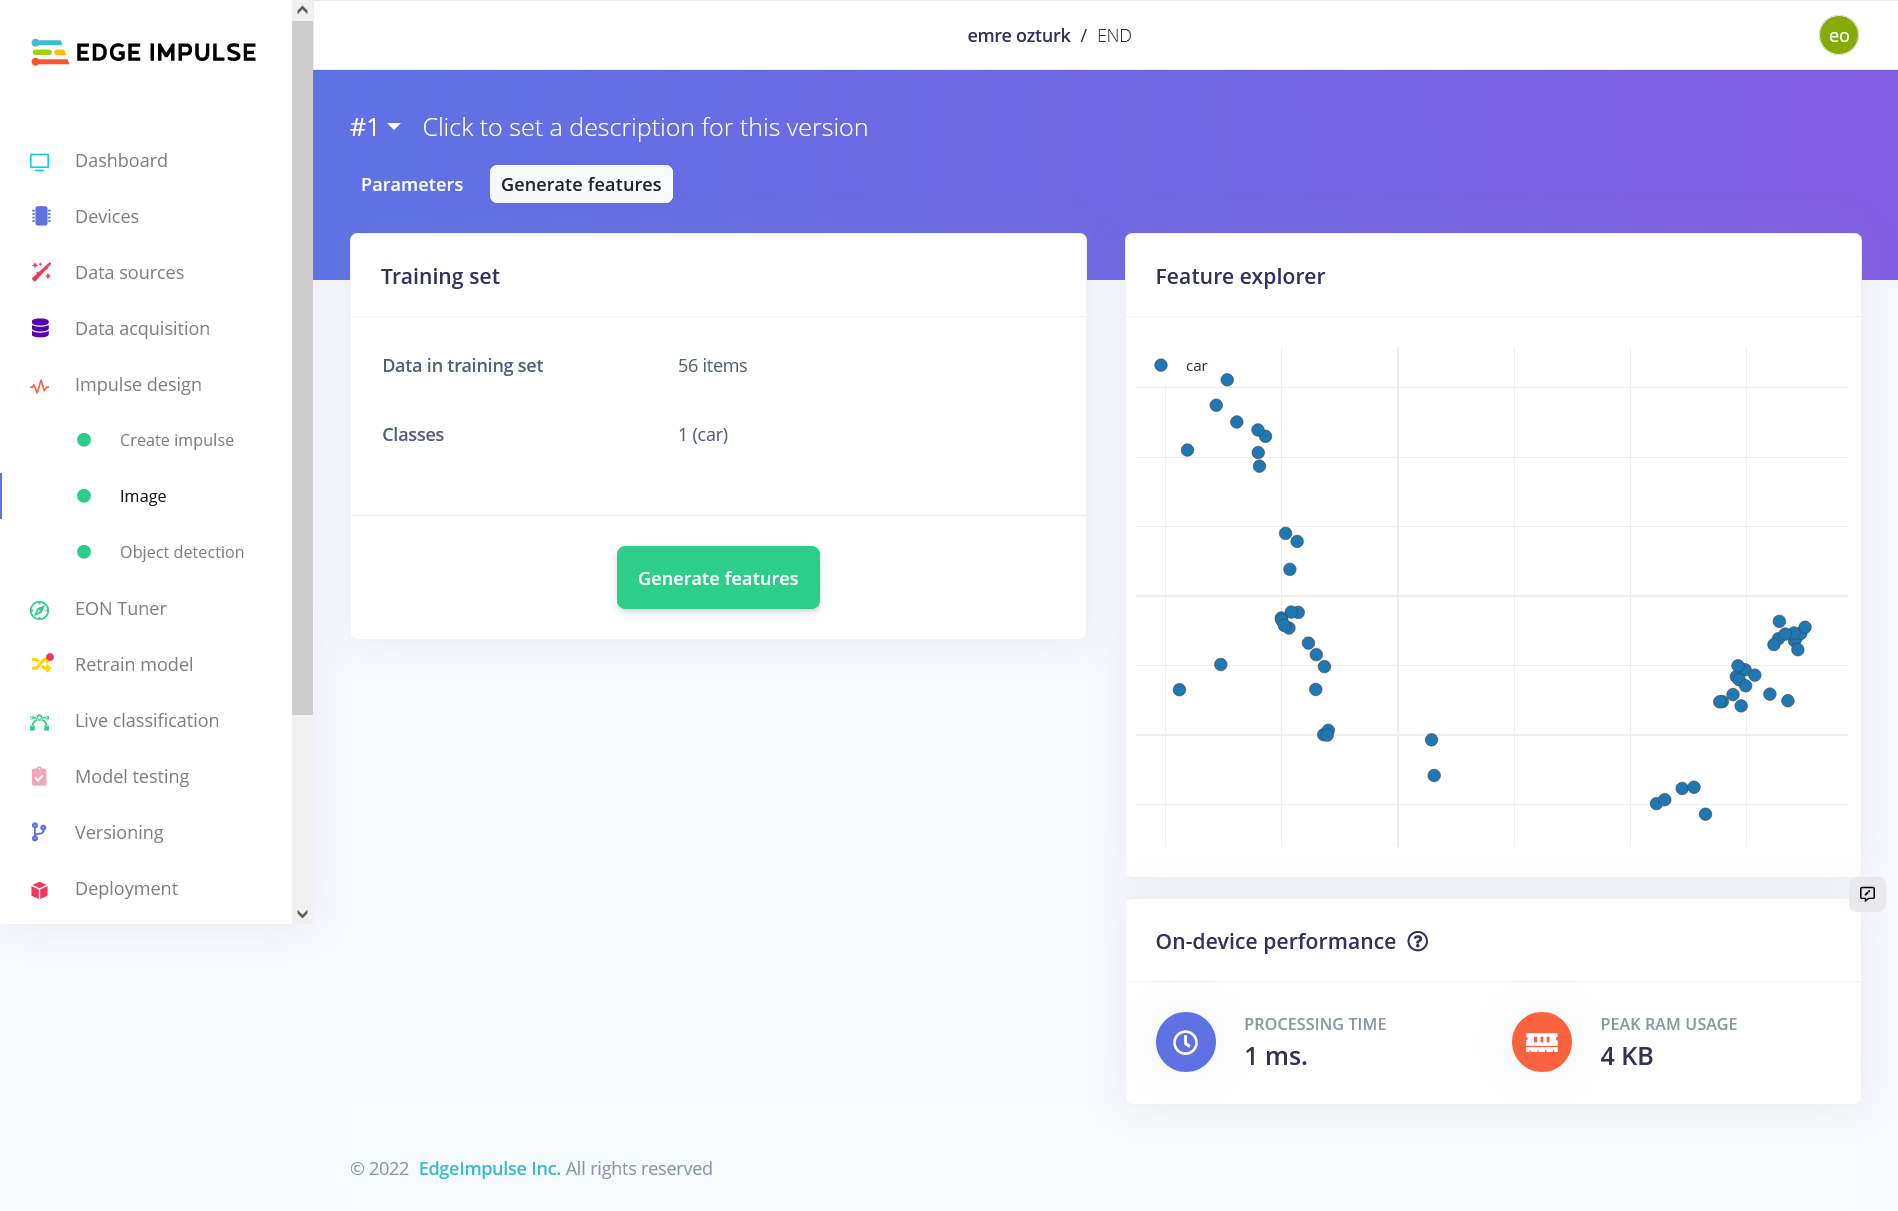 EDGE IMPULSE
emre ozturk / END
eo
Dashboard
Devices
Data sources
Data acquisition
Impulse design
Create impulse
Image
Object detection
EON Tuner
Retrain model
Live classification
Model testing
Versioning
Deployment
#1 Click to set a description for this version
Parameters Generate features
Training set
Data in training set 56 items
Classes 1 (car)
Generate features
Feature explorer
car
On-device performance ?
PROCESSING TIME
1 ms.
PEAK RAM USAGE
4 KB
© 2022 EdgeImpulse Inc. All rights reserved